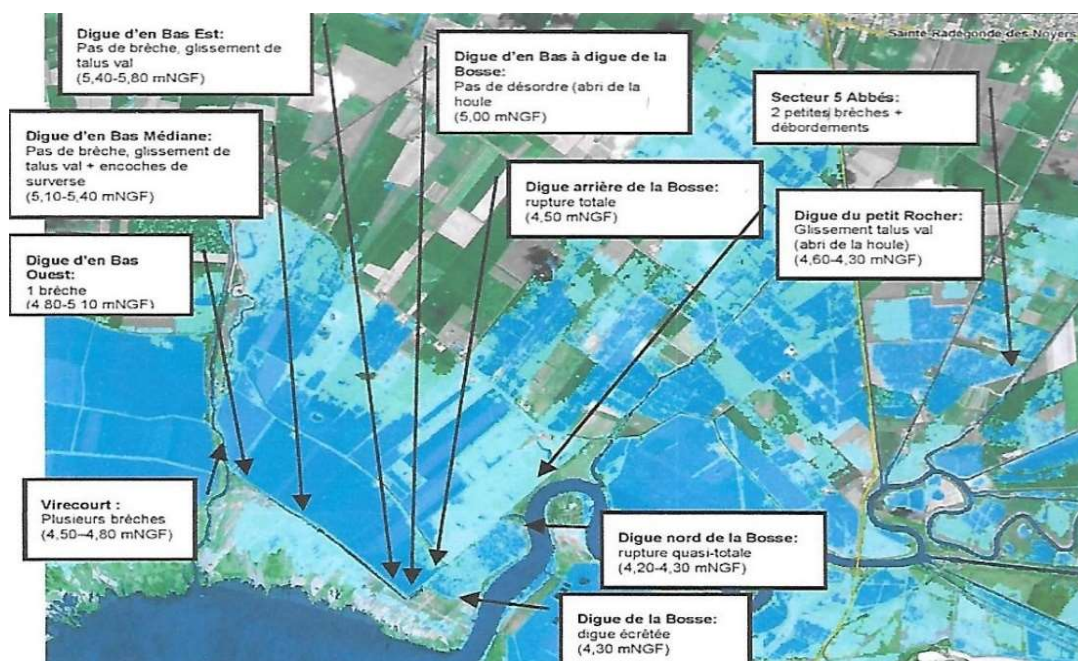 Digue d'en Bas Est:
Pas de brèche, glissement de
talus val
(5,40-5,80 mNGF)
Digue d'en Bas à digue de la
Bosse:
Pas de désordre (abri de la
houle
(5,00 mNGF)
Sainte-Radégonde des Noyers
Secteur 5 Abbés:
2 petites brèches +
débordements
Digue d'en Bas Médiane:
Pas de brèche, glissement de
talus val + encoches de
surverse
(5,10-5,40 mNGF)
Digue arrière de la Bosse:
rupture totale
(4,50 mNGF)
Digue du petit Rocher:
Glissement talus val
(abri de la houle)
(4,60-4,30 mNGF)
Digue d'en Bas
Ouest:
1 brèche
(4,80-5,10 mNGF)
Virecourt :
Plusieurs brèches
(4,50–4,80 mNGF)
Digue nord de la Bosse:
rupture quasi-totale
(4,20-4,30 mNGF)
Digue de la Bosse:
digue écrêtée
(4,30 mNGF)